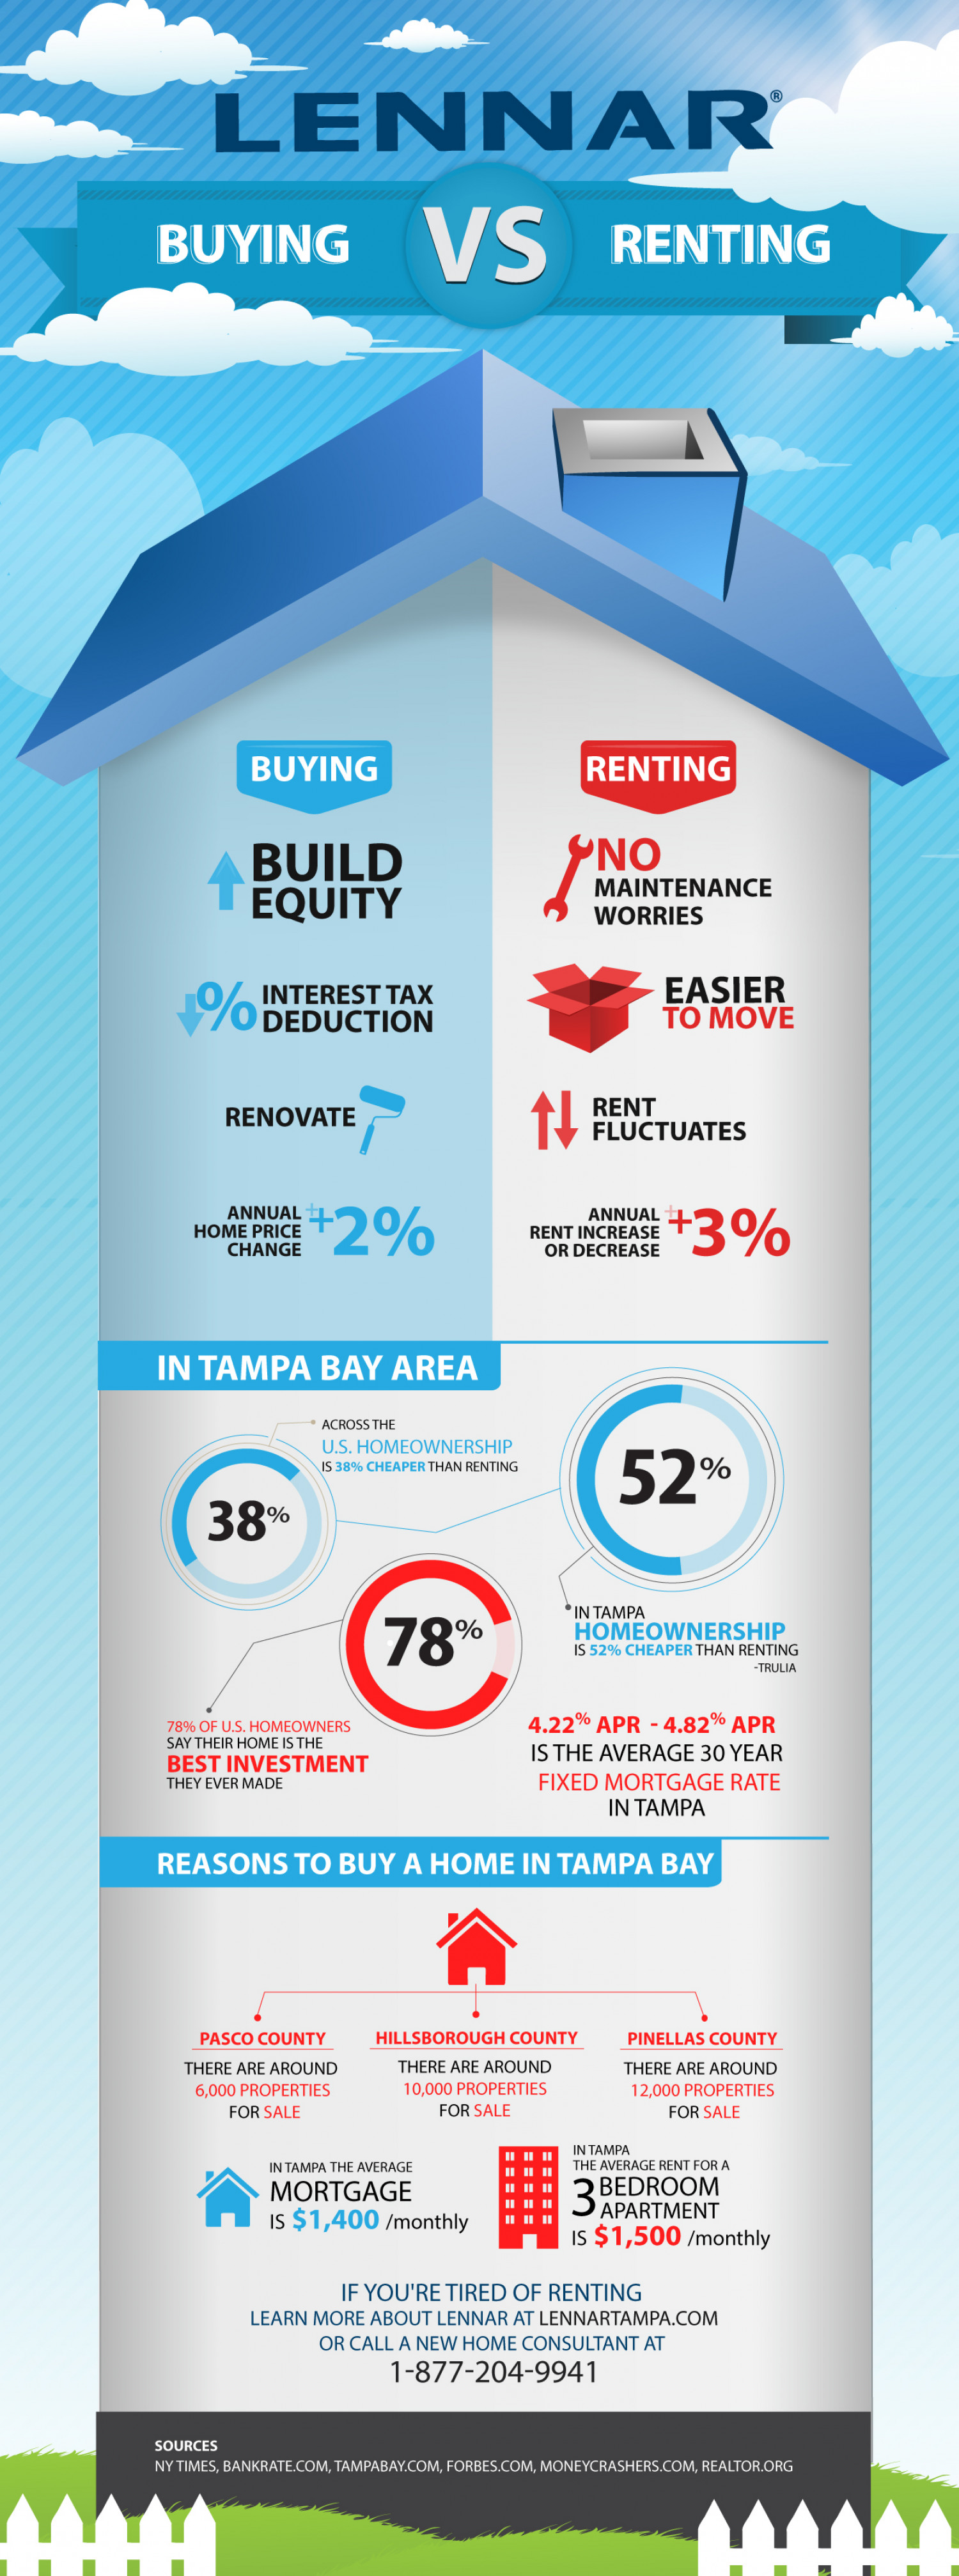 LENNAR®
BUYING VS RENTING
BUYING
BUILD
EQUITY
% INTEREST TAX
DEDUCTION
RENOVATE
ANNUAL
HOME PRICE
CHANGE
+2%
RENTING
NO
MAINTENANCE
WORRIES
EASIER
TO MOVE
RENT
FLUCTUATES
ANNUAL
RENT INCREASE
OR DECREASE
+3%
IN TAMPA BAY AREA
ACROSS THE
U.S. HOMEOWNERSHIP
IS 38% CHEAPER THAN RENTING
38%
52%
IN TAMPA
HOMEOWNERSHIP
IS 52% CHEAPER THAN RENTING
-TRULIA
78%
78% OF U.S. HOMEOWNERS
SAY THEIR HOME IS THE
BEST INVESTMENT
THEY EVER MADE
4.22% APR - 4.82% APR
IS THE AVERAGE 30 YEAR
FIXED MORTGAGE RATE
IN TAMPA
REASONS TO BUY A HOME IN TAMPA BAY
PASCO COUNTY
THERE ARE AROUND
6,000 PROPERTIES
FOR SALE
HILLSBOROUGH COUNTY
THERE ARE AROUND
10,000 PROPERTIES
FOR SALE
PINELLAS COUNTY
THERE ARE AROUND
12,000 PROPERTIES
FOR SALE
IN TAMPA THE AVERAGE
MORTGAGE
IS $1,400 /monthly
IN TAMPA
THE AVERAGE RENT FOR A
3 BEDROOM
APARTMENT
IS $1,500 /monthly
IF YOU'RE TIRED OF RENTING
LEARN MORE ABOUT LENNAR AT LENNARTAMPA.COM
OR CALL A NEW HOME CONSULTANT AT
1-877-204-9941
SOURCES
NY TIMES, BANKRATE.COM, TAMPABAY.COM, FORBES.COM, MONEYCRASHERS.COM, REALTOR.ORG